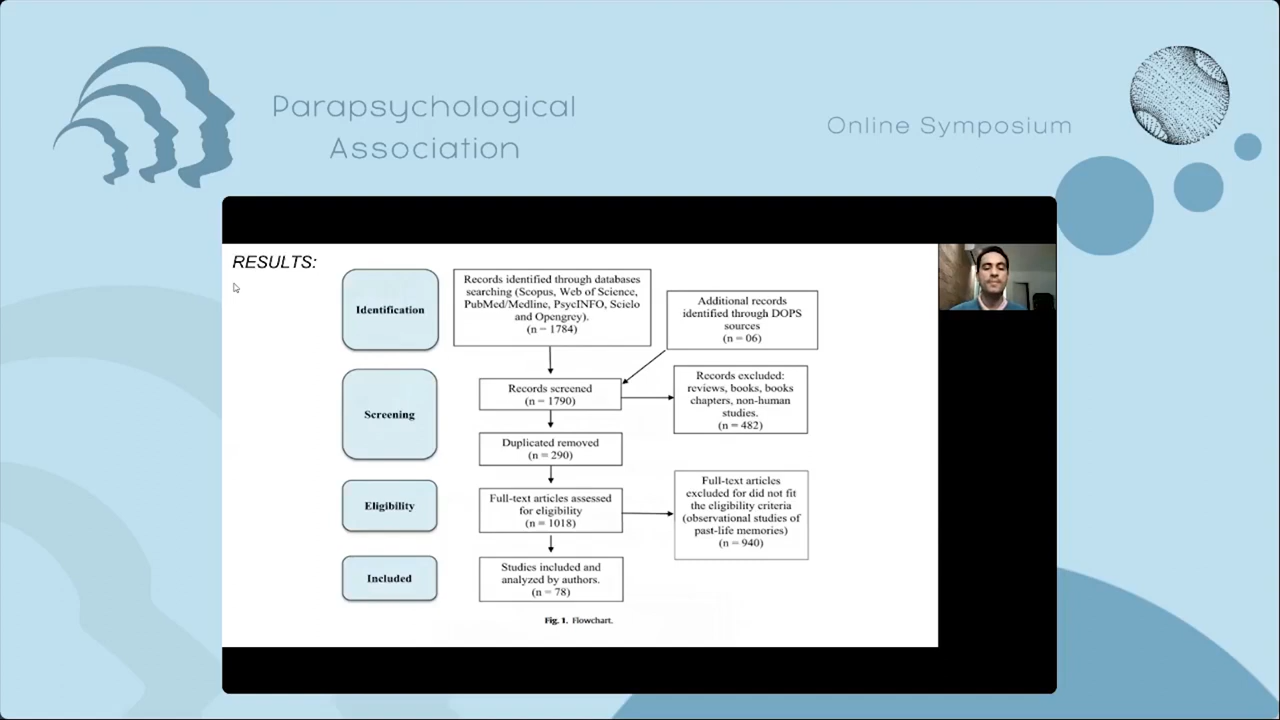 Parapsychological
Association
Online Symposium
RESULTS:
Identification
Records identified through databases
searching (Scopus, Web of Science,
PubMed/Medline, PsycINFO, Scielo
and Opengrey).
(n = 1784)
Additional records
identified through DOPS
sources
(n = 06)
Screening
Records screened
(n = 1790)
Records excluded:
reviews, books, books
chapters, non-human
studies.
(n = 482)
Duplicated removed
(n = 290)
Eligibility
Full-text articles assessed
for eligibility
(n = 1018)
Full-text articles
excluded for did not fit
the eligibility criteria
(observational studies of
past-life memories)
(n = 940)
Included
Studies included and
analyzed by authors.
(n = 78)
Fig. 1. Flowchart.